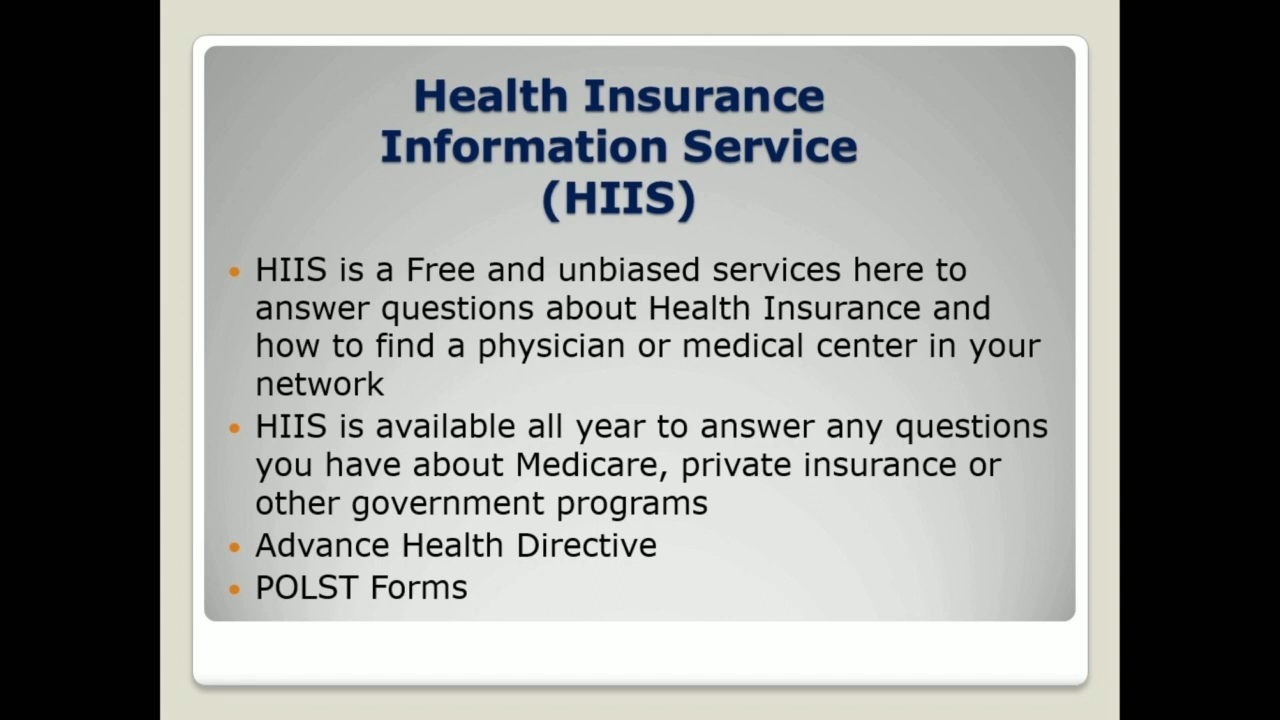 Health Insurance
Information Service
(HIIS)
• HIIS is a Free and unbiased services here to
answer questions about Health Insurance and
how to find a physician or medical center in your
network
• HIIS is available all year to answer any questions
you have about Medicare, private insurance or
other government programs
• Advance Health Directive
• POLST Forms